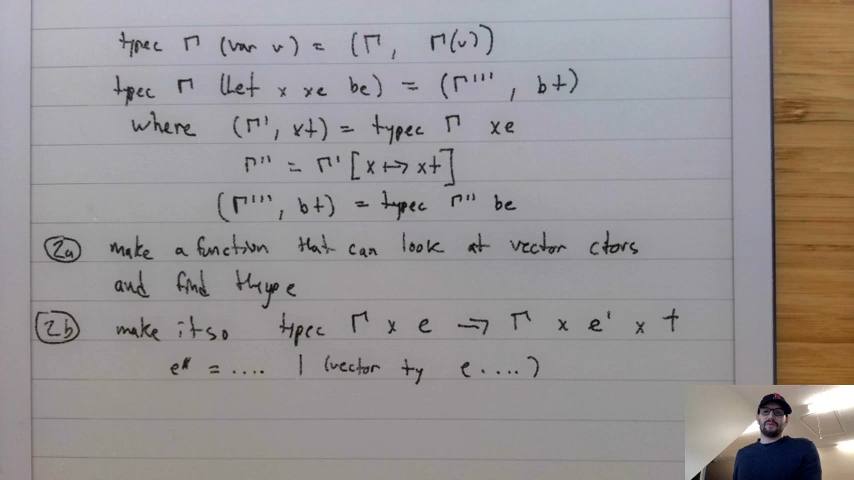 typec Γ (var v) = (Γ, Γ(v))
typec Γ (Let x xe be) = (Γ''', bt)
where (Γ', xt) = typec Γ xe
Γ'' = Γ' [x ↦ xt]
(Γ''', bt) = typec Γ'' be
2a make a function that can look at vector ctors
and find thype
2b make it so typec Γ x e → Γ x e' x t
e* = .... | (vector ty e....)